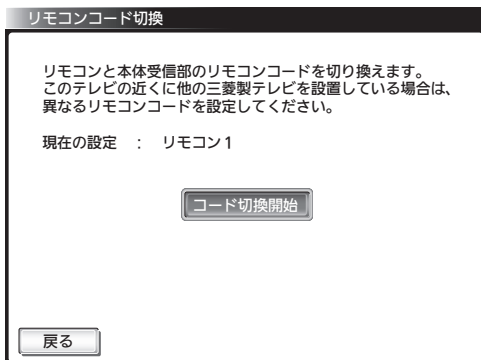 リモコンコード切換
リモコンと本体受信部のリモコンコードを切り換えます。
このテレビの近くに他の三菱製テレビを設置している場合は、
異なるリモコンコードを設定してください。
現在の設定 : リモコン1
コード切換開始
戻る